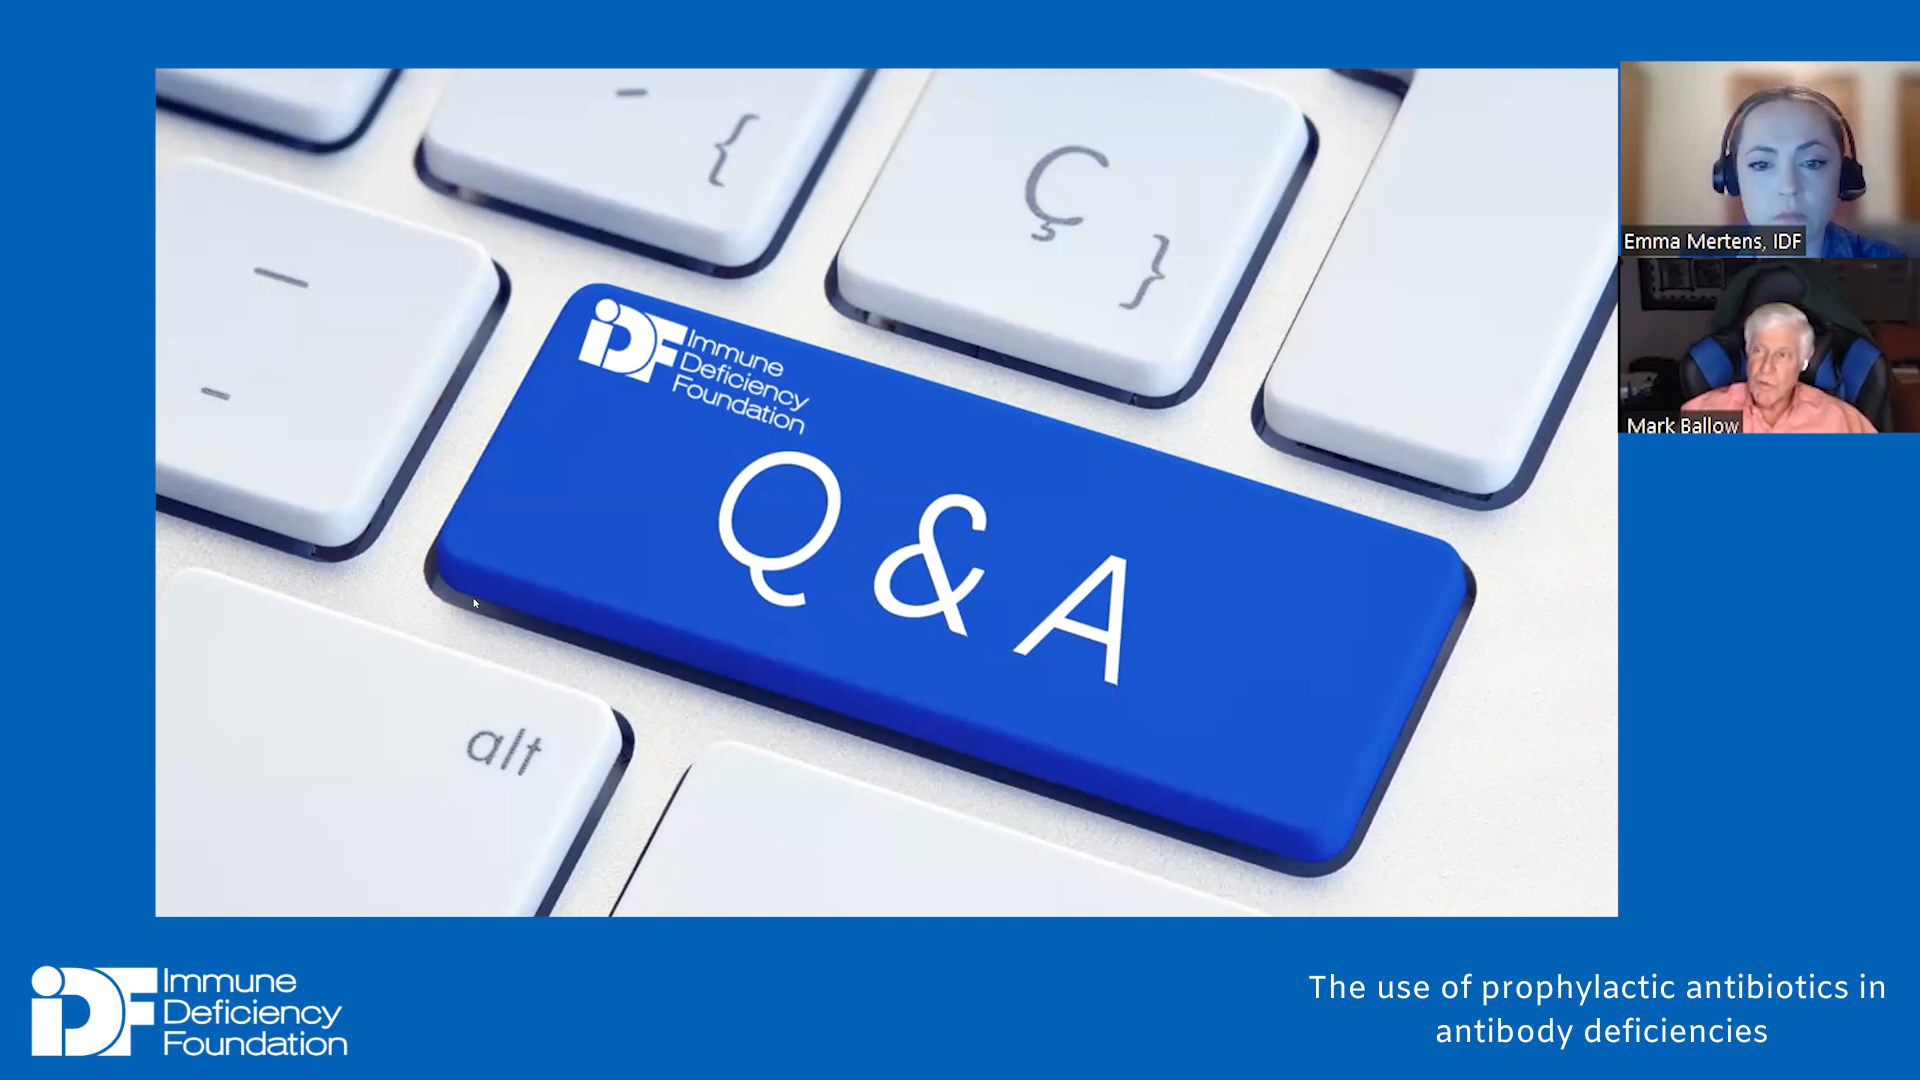 {
Ç
}
iDF Immune
Deficiency
Foundation
Q & A
alt
Emma Mertens, IDF
Mark Ballow
iDF Immune
Deficiency
Foundation
The use of prophylactic antibiotics in
antibody deficiencies